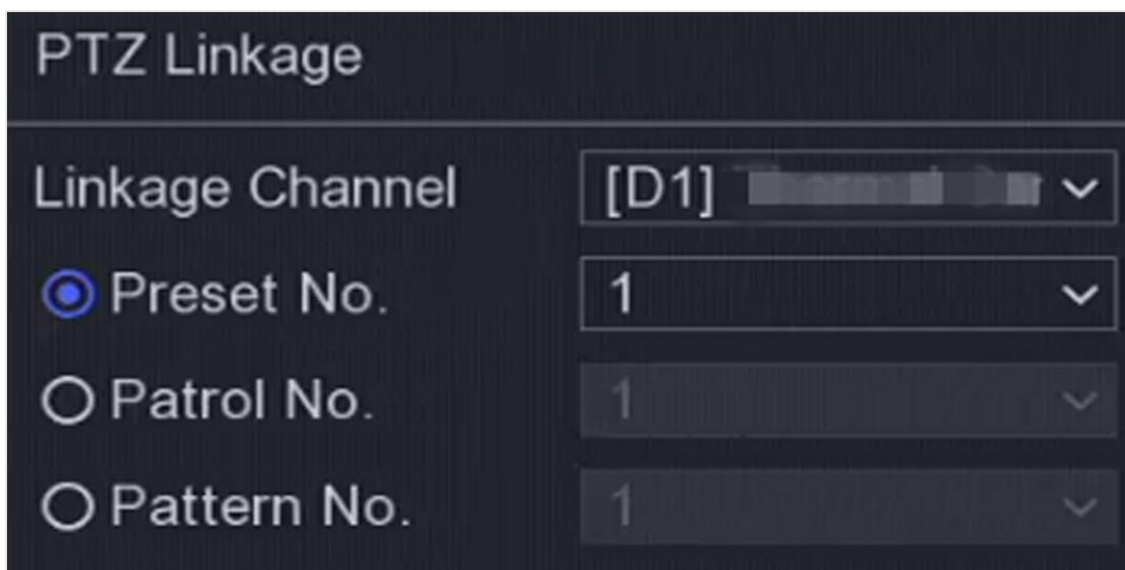 PTZ Linkage
Linkage Channel [D1]
Preset No. 1
Patrol No. 1
Pattern No. 1